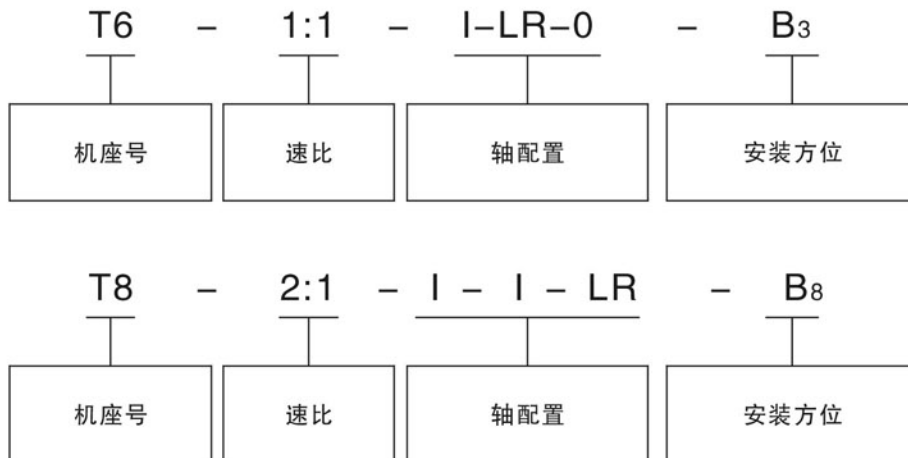 T6 – 1:1 – I–LR–0 – B3
机座号 速比 轴配置 安装方位
T8 – 2:1 – I – I – LR – B8
机座号 速比 轴配置 安装方位